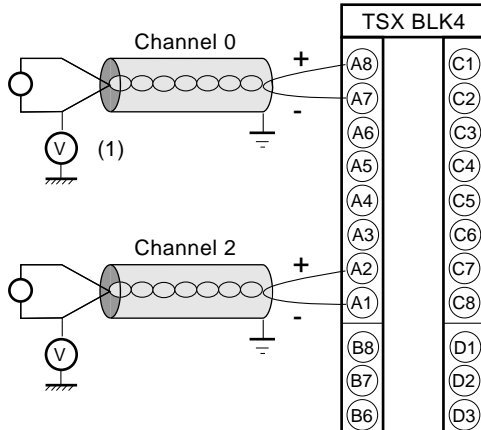 TSX BLK4
Channel 0
+
-
V
(1)
Channel 2
+
-
V
A8 C1
A7 C2
A6 C3
A5 C4
A4 C5
A3 C6
A2 C7
A1 C8
B8 D1
B7 D2
B6 D3